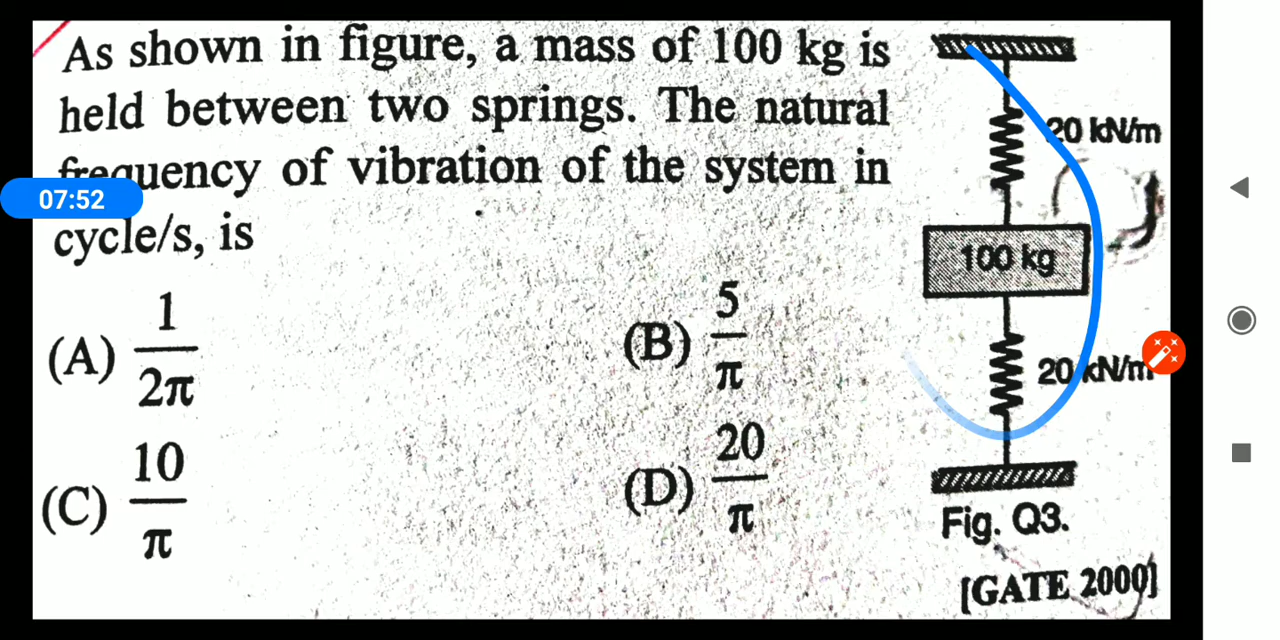 As shown in figure, a mass of 100 kg is
held between two springs. The natural
frequency of vibration of the system in
cycle/s, is
07:52
(A) 1/2π
(B) 5/π
(C) 10/π
(D) 20/π
20 kN/m
100 kg
20 kN/m
Fig. Q3.
[GATE 2000]